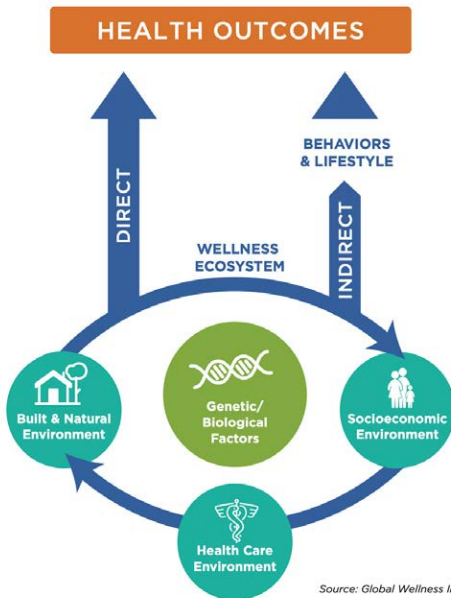 HEALTH OUTCOMES
BEHAVIORS
& LIFESTYLE
DIRECT
INDIRECT
WELLNESS
ECOSYSTEM
Built & Natural
Environment
Genetic/
Biological
Factors
Socioeconomic
Environment
Health Care
Environment
Source: Global Wellness